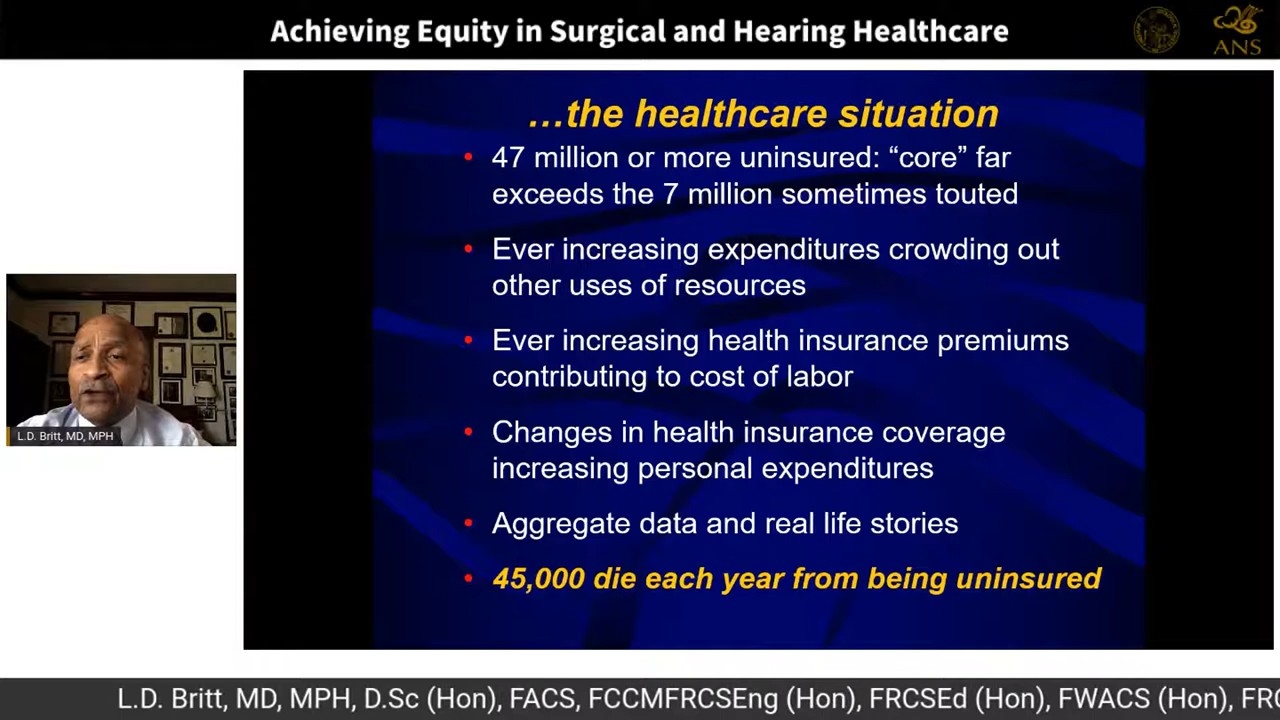 Achieving Equity in Surgical and Hearing Healthcare
ANS
…the healthcare situation
• 47 million or more uninsured: “core” far
exceeds the 7 million sometimes touted
• Ever increasing expenditures crowding out
other uses of resources
• Ever increasing health insurance premiums
contributing to cost of labor
• Changes in health insurance coverage
increasing personal expenditures
• Aggregate data and real life stories
• 45,000 die each year from being uninsured
L.D. Britt, MD, MPH
L.D. Britt, MD, MPH, D.Sc (Hon), FACS, FCCMFRCSEng (Hon), FRCSEd (Hon), FWACS (Hon), FRC